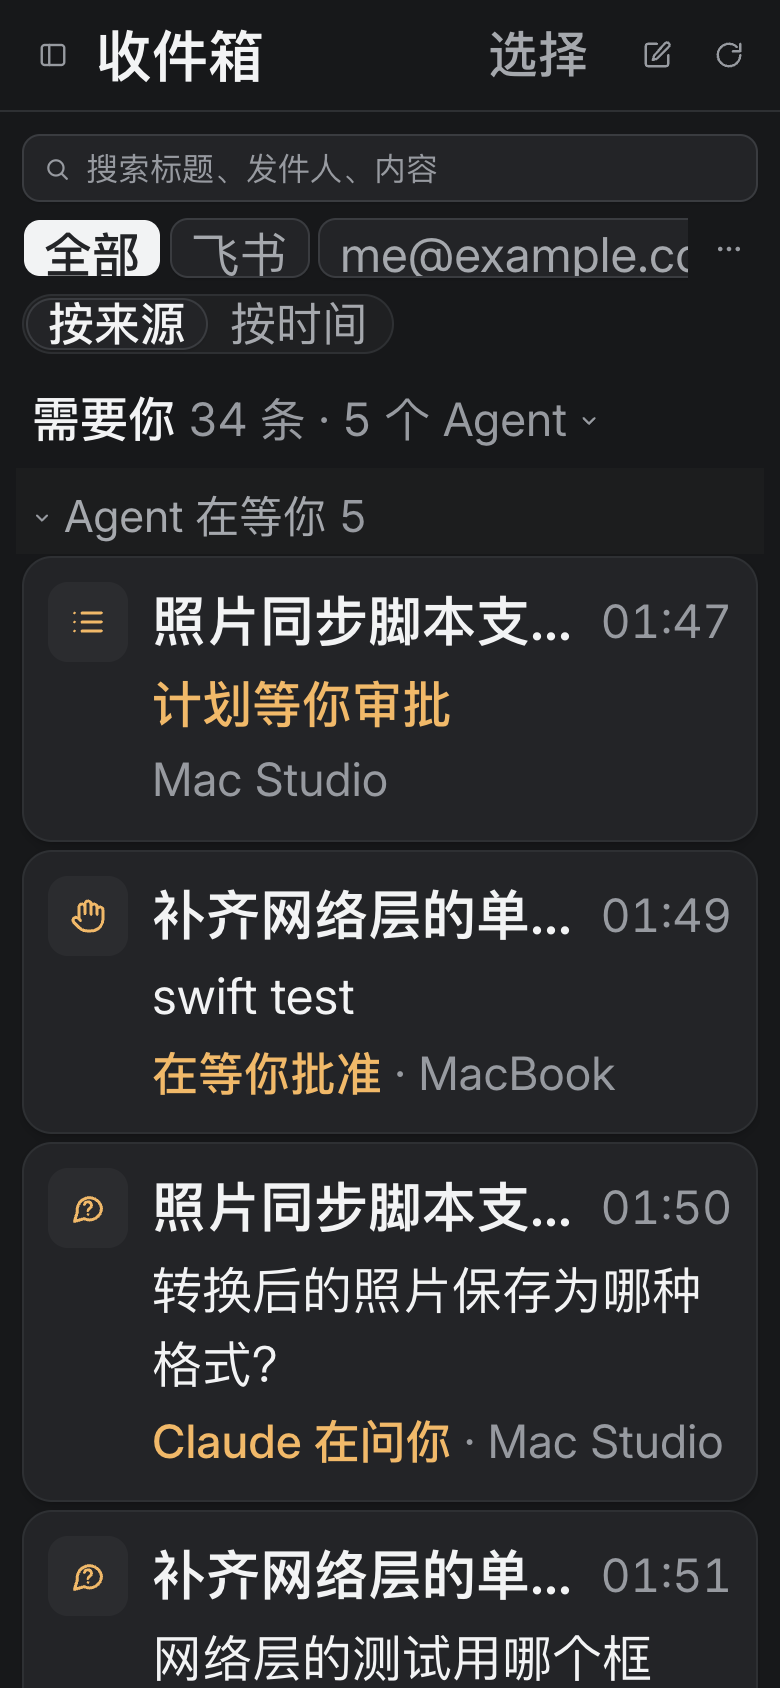 收件箱 选择
搜索标题、发件人、内容
全部 飞书 me@example.co
按来源 按时间
需要你 34 条 · 5 个 Agent
Agent 在等你 5
照片同步脚本支... 01:47
计划等你审批
Mac Studio
补齐网络层的单... 01:49
swift test
在等你批准 · MacBook
照片同步脚本支... 01:50
转换后的照片保存为哪种
格式?
Claude 在问你 · Mac Studio
补齐网络层的单... 01:51
网络层的测试用哪个框